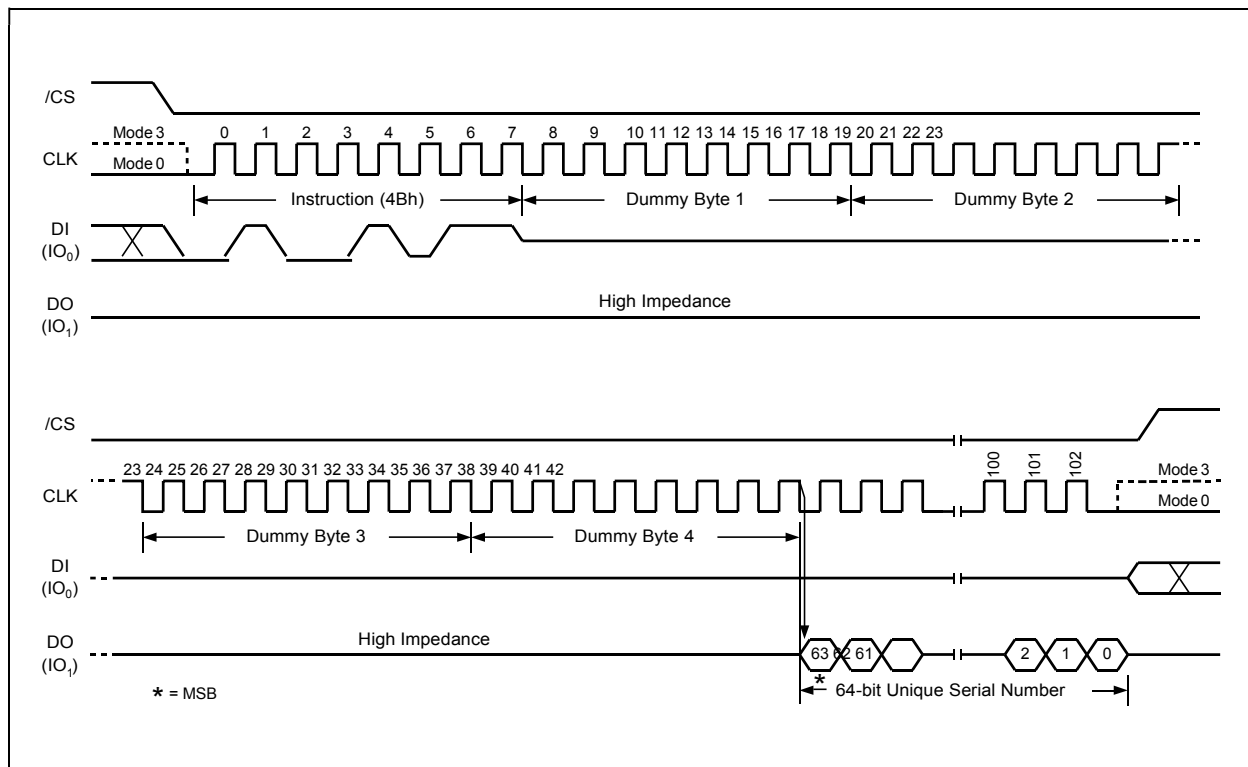 /CS
Mode 3 0 1 2 3 4 5 6 7 8 9 10 11 12 13 14 15 16 17 18 19 20 21 22 23
CLK Mode 0
Instruction (4Bh) Dummy Byte 1 Dummy Byte 2
DI
(IO0)
High Impedance
DO
(IO1)
/CS
23 24 25 26 27 28 29 30 31 32 33 34 35 36 37 38 39 40 41 42 100 101 102 Mode 3
CLK Mode 0
Dummy Byte 3 Dummy Byte 4
DI
(IO0)
DO
(IO1)
High Impedance 63 62 61 2 1 0
* = MSB * 64-bit Unique Serial Number